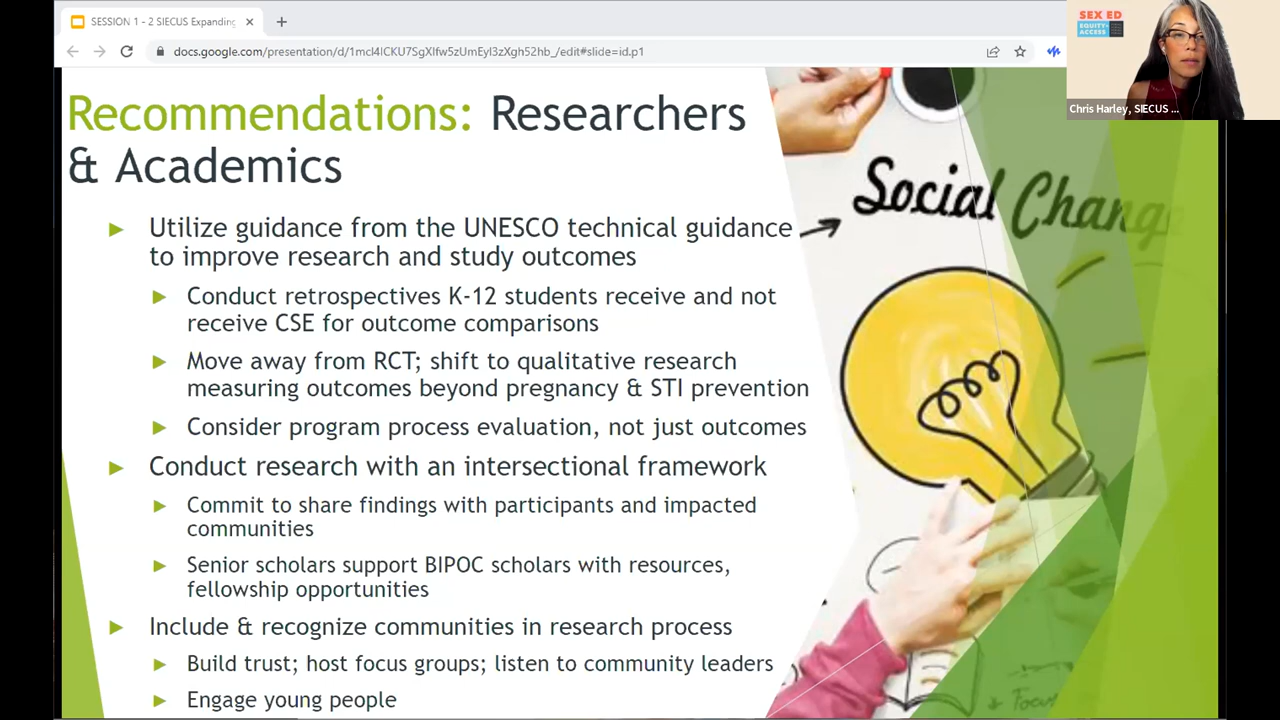 SESSION 1 - 2 SIECUS Expanding
docs.google.com/presentation/d/1mcl4lCKU7SgXlfw5zUmEyl3zXgh52hb_/edit#slide=id.p1
SEX ED
EQUITY-
ACCESS
Chris Harley, SIECUS ...
Recommendations: Researchers
& Academics
Social Change
► Utilize guidance from the UNESCO technical guidance
to improve research and study outcomes
► Conduct retrospectives K-12 students receive and not
receive CSE for outcome comparisons
► Move away from RCT; shift to qualitative research
measuring outcomes beyond pregnancy & STI prevention
► Consider program process evaluation, not just outcomes
► Conduct research with an intersectional framework
► Commit to share findings with participants and impacted
communities
► Senior scholars support BIPOC scholars with resources,
fellowship opportunities
► Include & recognize communities in research process
► Build trust; host focus groups; listen to community leaders
► Engage young people